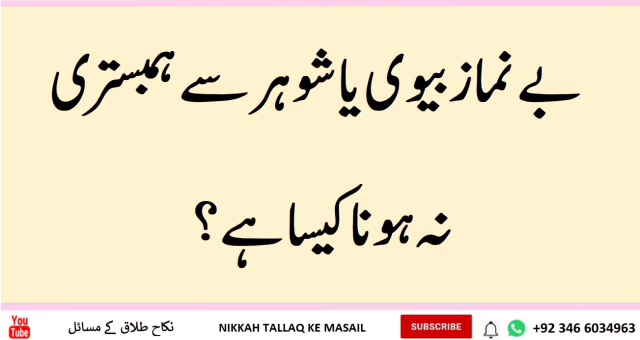 بے نماز بیوی یا شوہر سے ہمبستری
نہ ہونا کیسا ہے؟
You Tube نکاح طلاق کے مسائل NIKKAH TALLAQ KE MASAIL SUBSCRIBE +92 346 6034963